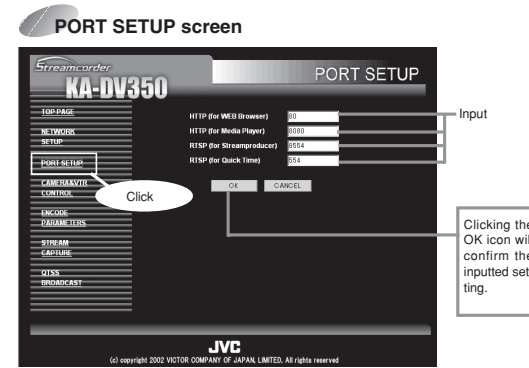 PORT SETUP screen
Streamcorder
KA-DV350
PORT SETUP
TOP PAGE
NETWORK
SETUP
PORT SETUP
CAMERA&VTR
CONTROL
ENCODE
PARAMETERS
STREAM
CAPTURE
QTSS
BROADCAST
HTTP (for WEB Browser) 80
HTTP (for Media Player) 8080
RTSP (for Streamproducer) 8554
RTSP (for Quick Time) 554
OK CANCEL
Input
Click
Clicking the
OK icon will
confirm the
inputted set-
ting.
JVC
(c) copyright 2002 VICTOR COMPANY OF JAPAN, LIMITED, All rights reserved